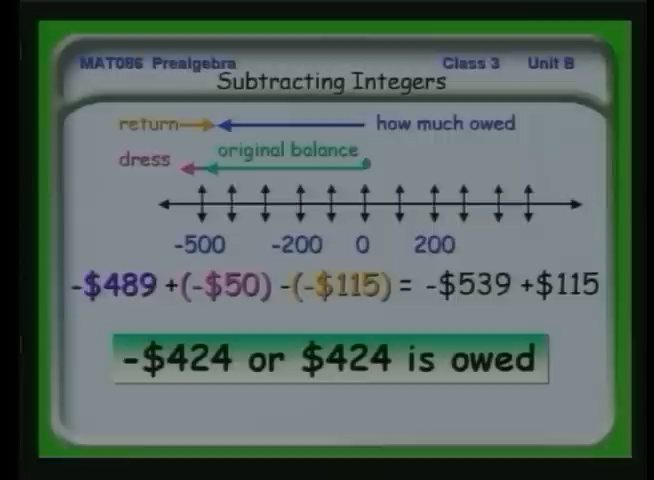 MAT086 Prealgebra Class 3 Unit B
Subtracting Integers
return how much owed
dress original balance
-500 -200 0 200
-$489 +(-$50) -(-$115) = -$539 +$115
-$424 or $424 is owed